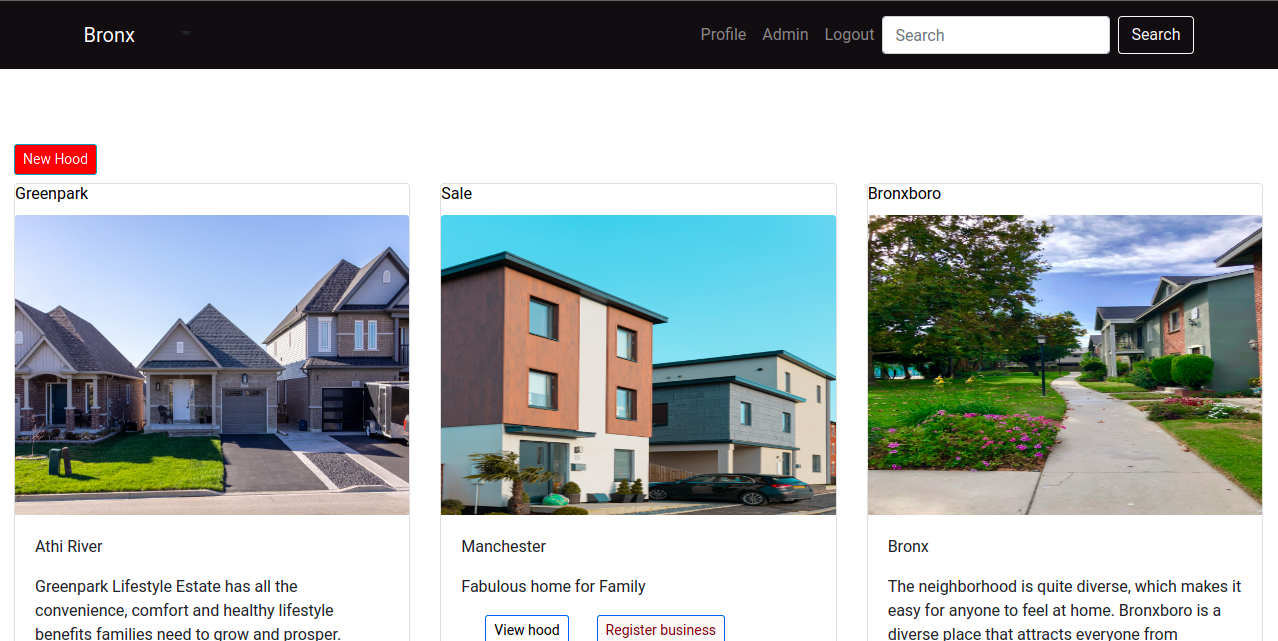 Bronx
Profile Admin Logout Search Search
New Hood
Greenpark
Sale
Bronxboro
Athi River
Greenpark Lifestyle Estate has all the
convenience, comfort and healthy lifestyle
benefits families need to grow and prosper.
Manchester
Fabulous home for Family
View hood Register business
Bronx
The neighborhood is quite diverse, which makes it
easy for anyone to feel at home. Bronxboro is a
diverse place that attracts everyone from